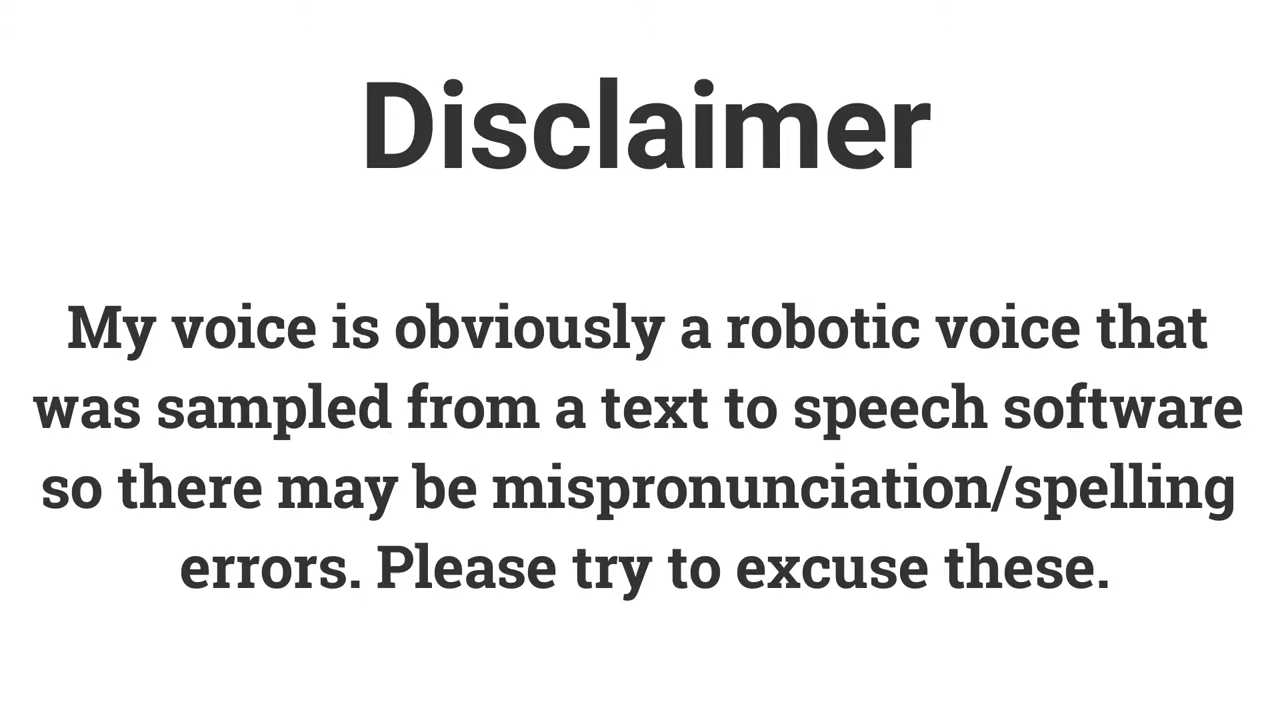 Disclaimer
My voice is obviously a robotic voice that
was sampled from a text to speech software
so there may be mispronunciation/spelling
errors. Please try to excuse these.